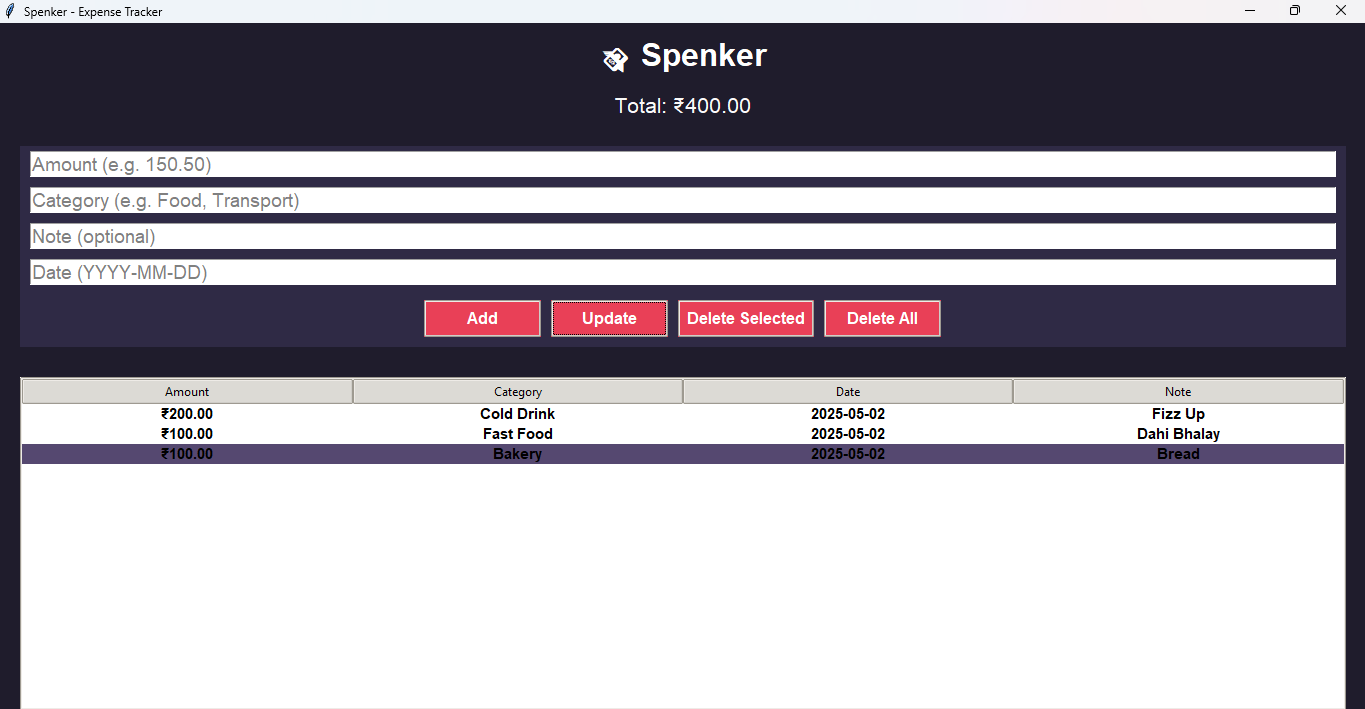 Spenker - Expense Tracker
Spenker
Total: ₹400.00
Amount (e.g. 150.50)
Category (e.g. Food, Transport)
Note (optional)
Date (YYYY-MM-DD)
Add Update Delete Selected Delete All
Amount Category Date Note
₹200.00 Cold Drink 2025-05-02 Fizz Up
₹100.00 Fast Food 2025-05-02 Dahi Bhalay
₹100.00 Bakery 2025-05-02 Bread